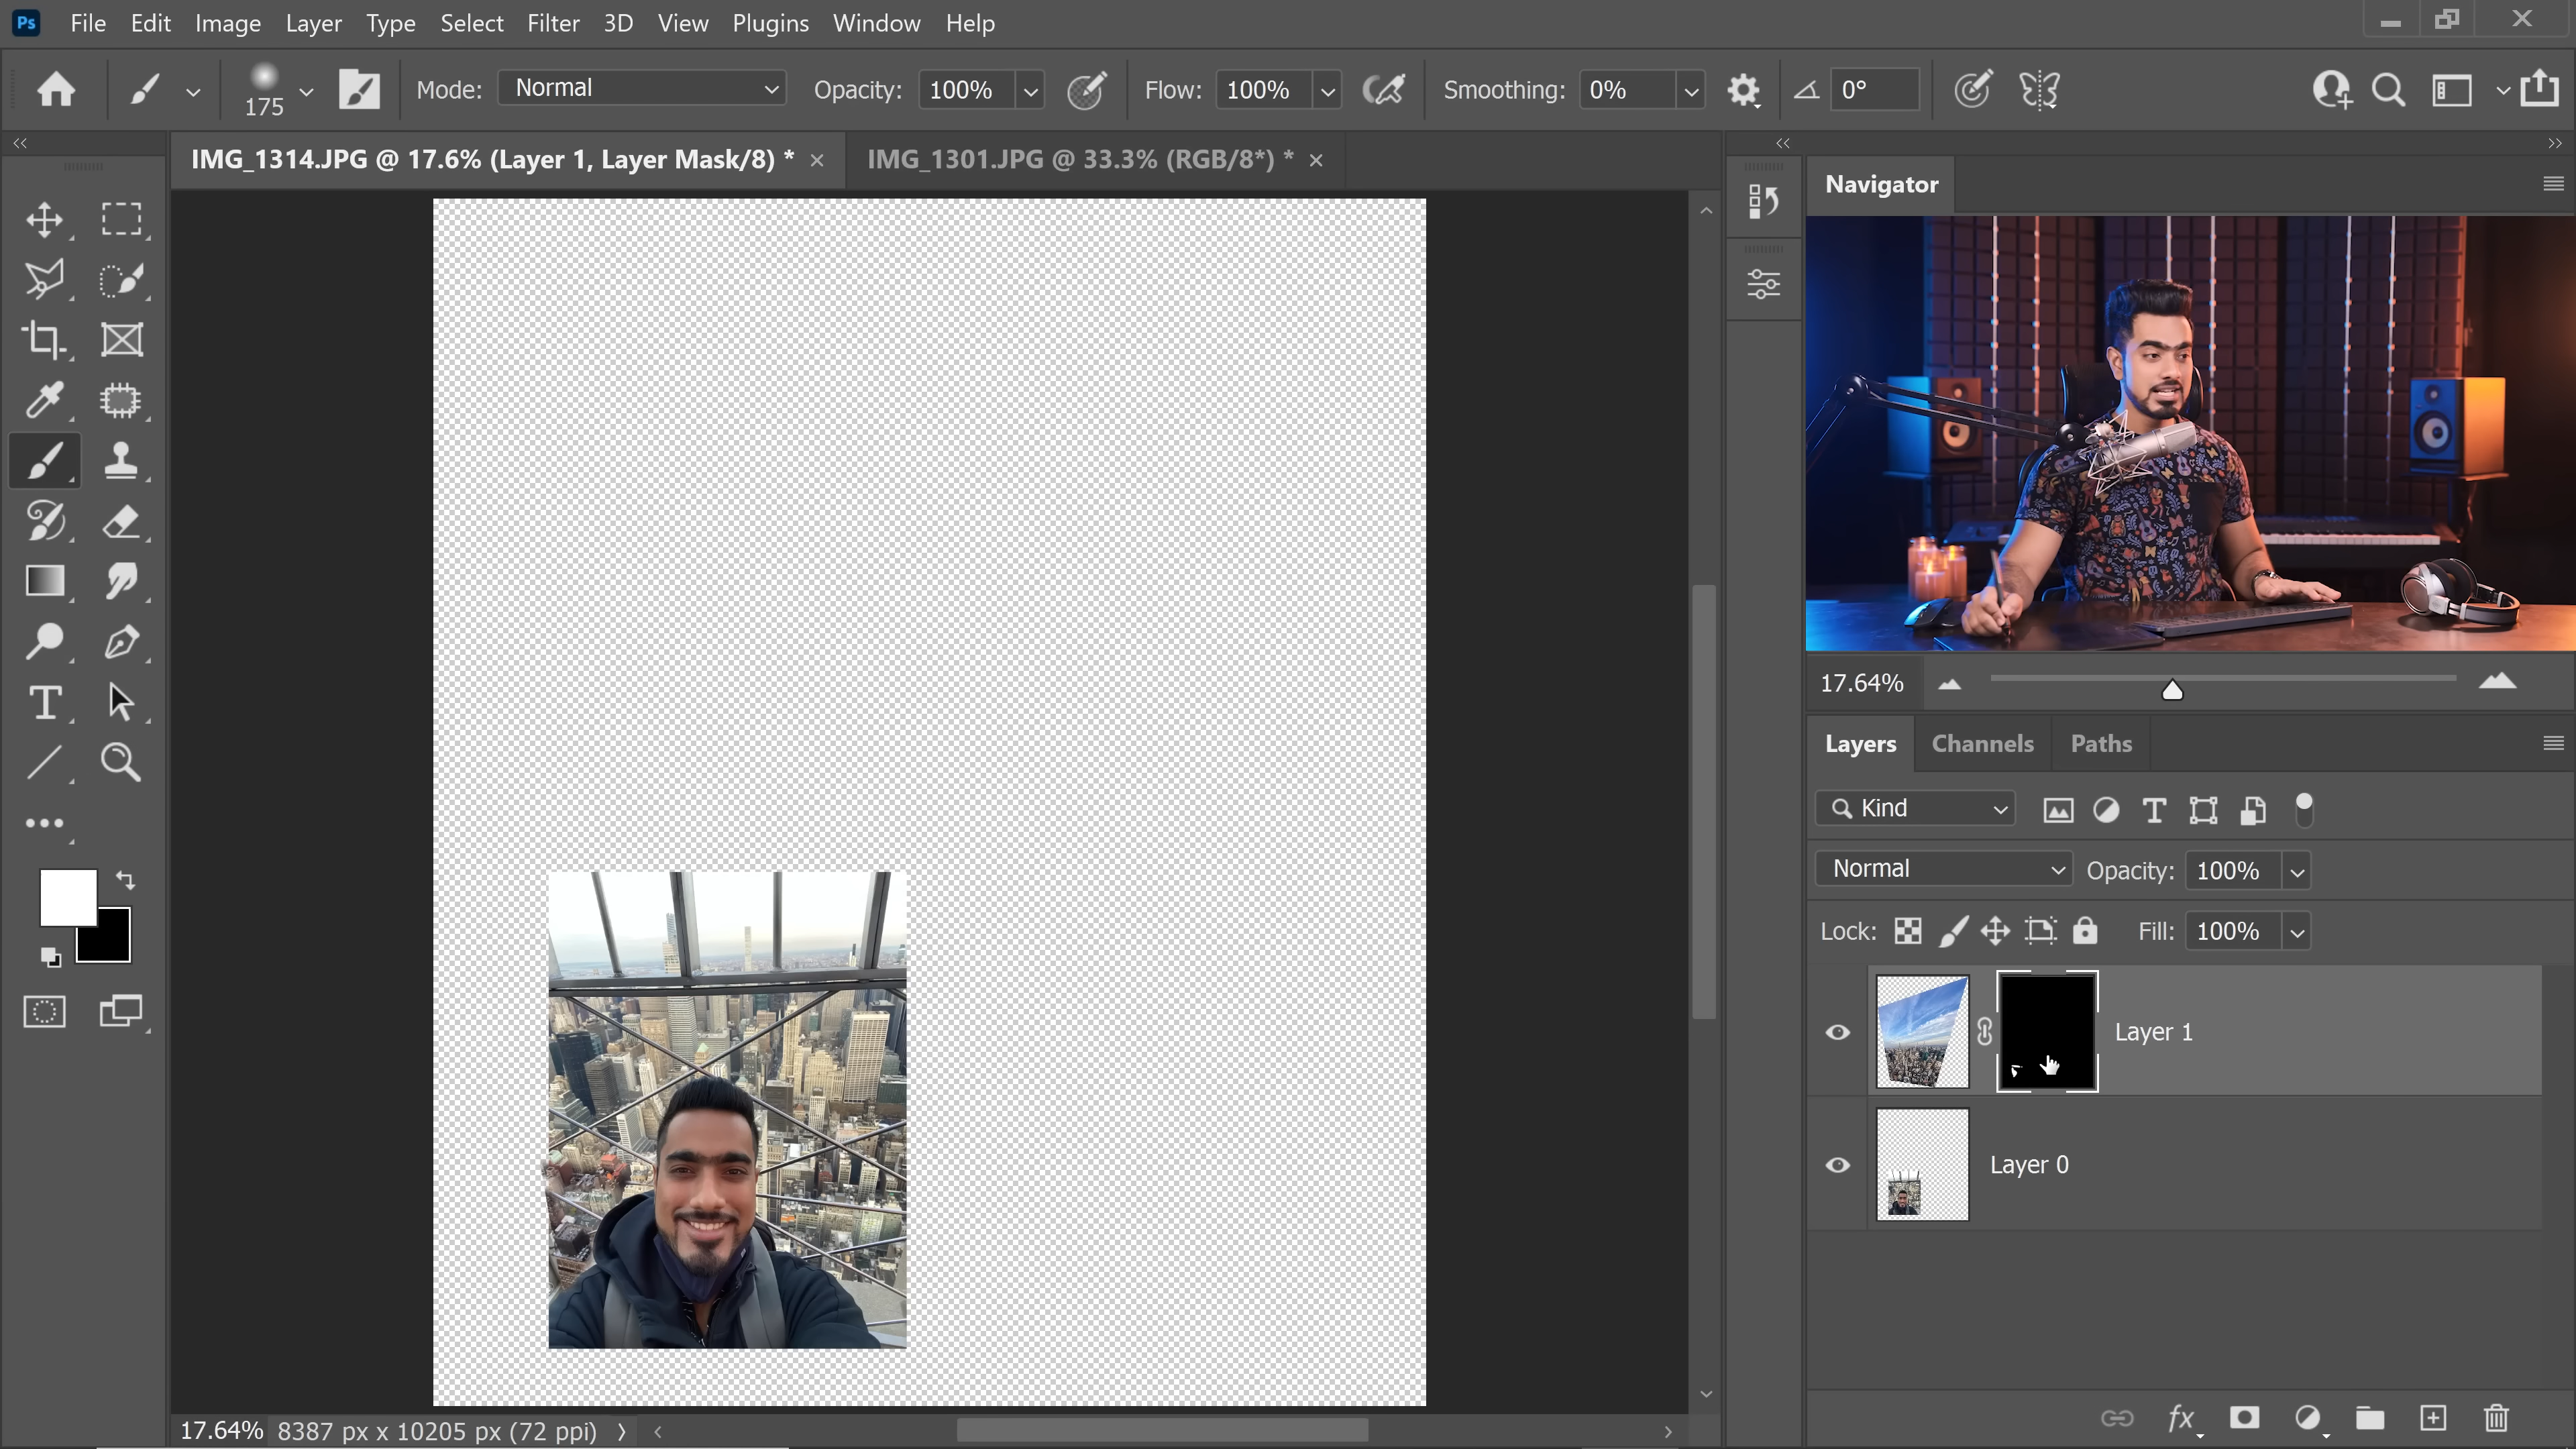 Ps File Edit Image Layer Type Select Filter 3D View Plugins Window Help
175 Mode: Normal Opacity: 100% Flow: 100% Smoothing: 0% 0°
IMG_1314.JPG @ 17.6% (Layer 1, Layer Mask/8) * IMG_1301.JPG @ 33.3% (RGB/8*) *
Navigator
17.64%
Layers Channels Paths
Kind
Normal Opacity: 100%
Lock: Fill: 100%
Layer 1
Layer 0
fx
17.64% 8387 px x 10205 px (72 ppi)